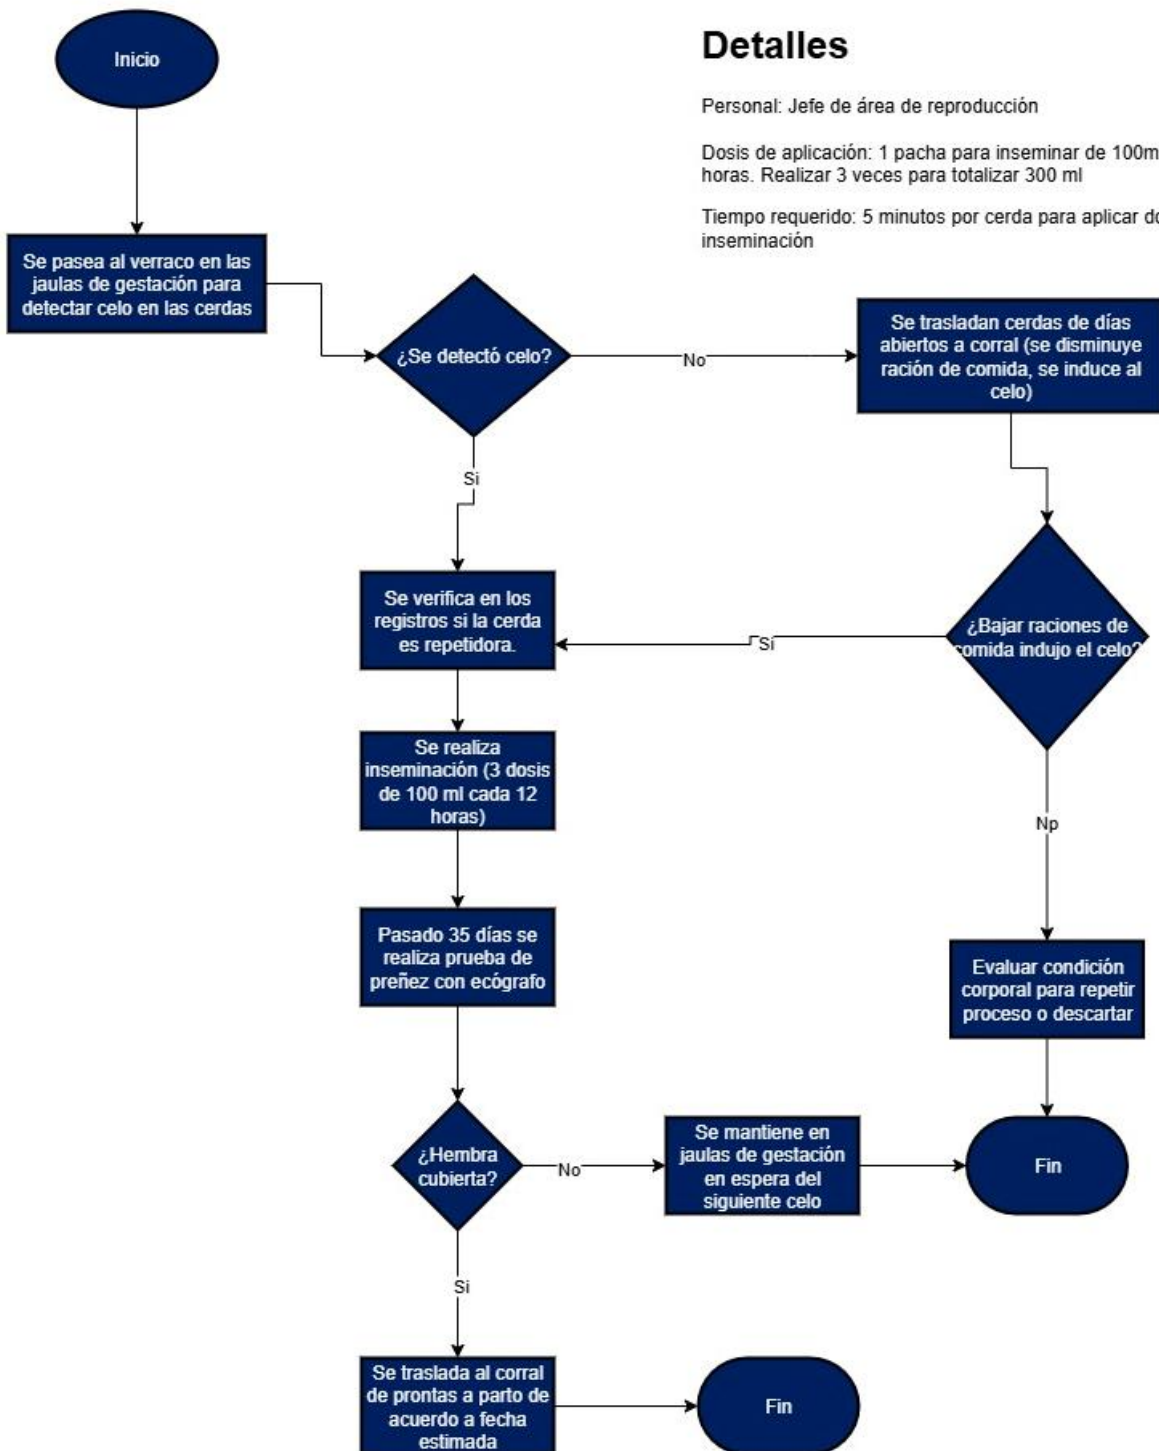 Inicio
Detalles
Personal: Jefe de área de reproducción
Dosis de aplicación: 1 pacha para inseminar de 100m
horas. Realizar 3 veces para totalizar 300 ml
Tiempo requerido: 5 minutos por cerda para aplicar do
inseminación
Se pasea al verraco en las
jaulas de gestación para
detectar celo en las cerdas
¿Se detectó celo?
No
Se trasladan cerdas de días
abiertos a corral (se disminuye
ración de comida, se induce al
celo)
Si
Se verifica en los
registros si la cerda
es repetidora.
Si
¿Bajar raciones de
comida indujo el celo?
Se realiza
inseminación (3 dosis
de 100 ml cada 12
horas)
Np
Pasado 35 días se
realiza prueba de
preñez con ecógrafo
Evaluar condición
corporal para repetir
proceso o descartar
¿Hembra
cubierta?
No
Se mantiene en
jaulas de gestación
en espera del
siguiente celo
Fin
Si
Se traslada al corral
de prontas a parto de
acuerdo a fecha
estimada
Fin